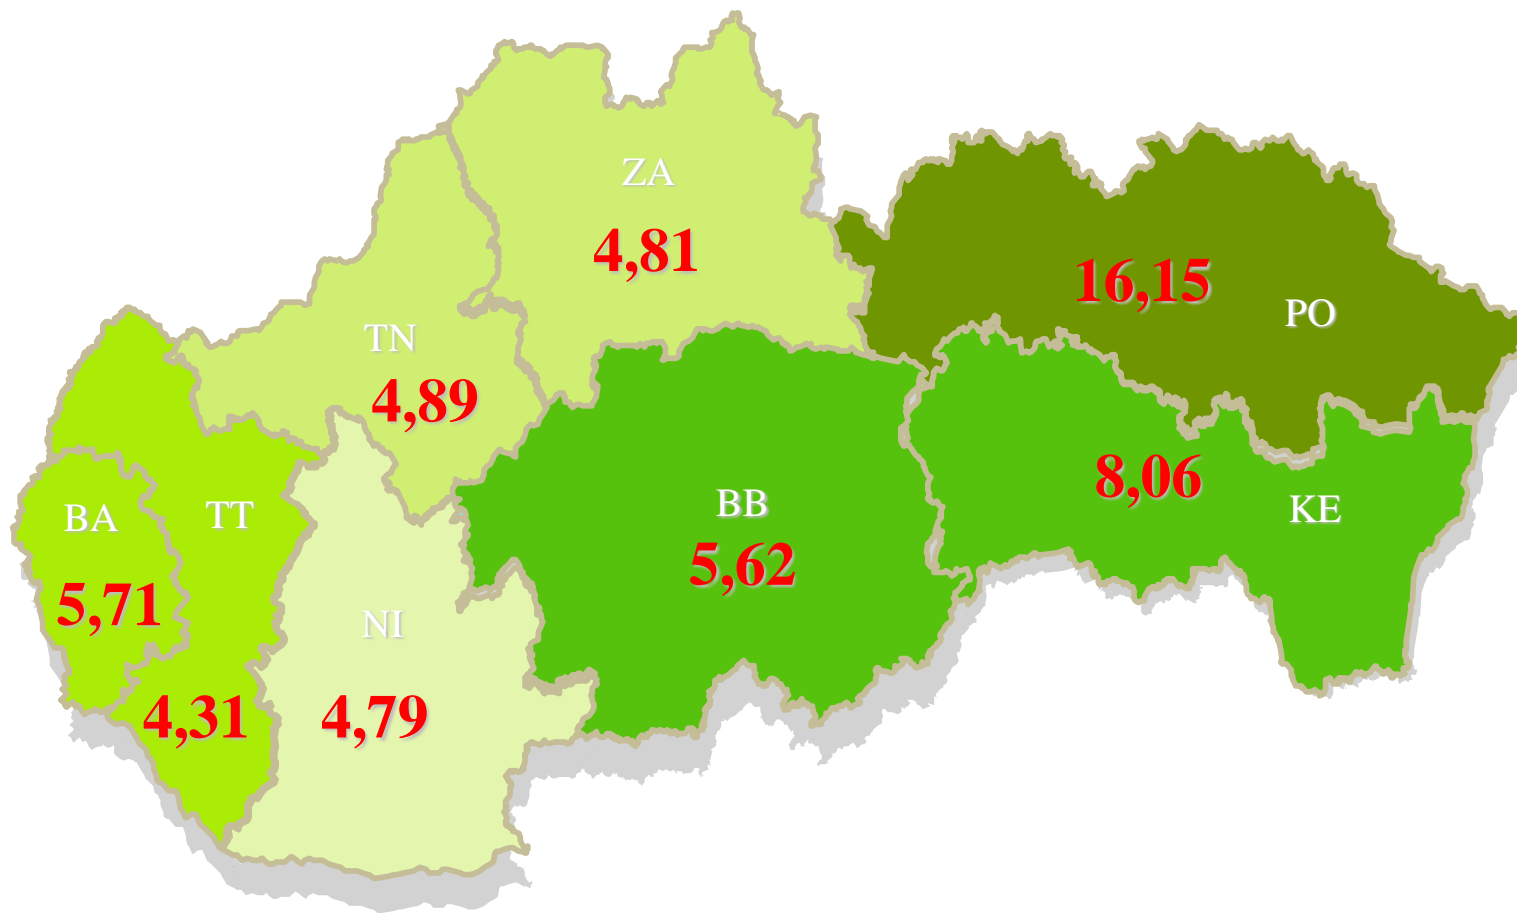 ZA
4,81
16,15
PO
TN
4,89
8,06
KE
BB
5,62
BA
5,71
TT
4,31
NI
4,79